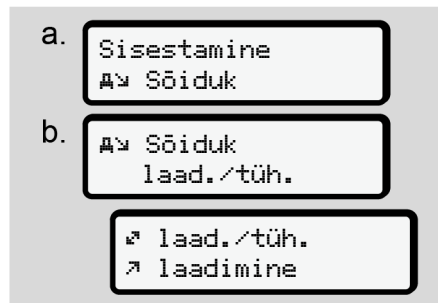 a.
Sisestamine
Sõiduk
b.
Sõiduk
laad./tüh.
laad./tüh.
laadimine